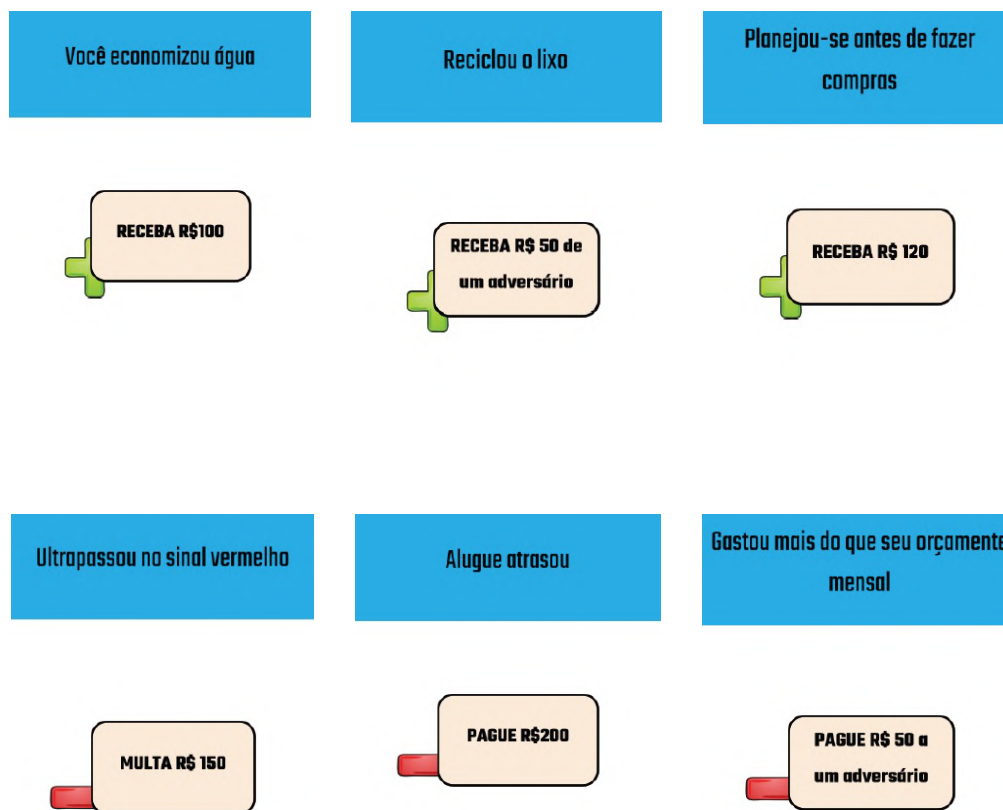 Você economizou água
Reciclou o lixo
Planejou-se antes de fazer
compras
RECEBA R$100
RECEBA R$ 50 de
um adversário
RECEBA R$ 120
Ultrapassou no sinal vermelho
Alugue atrasou
Gastou mais do que seu orçamente
mensal
MULTA R$ 150
PAGUE R$200
PAGUE R$ 50 a
um adversário